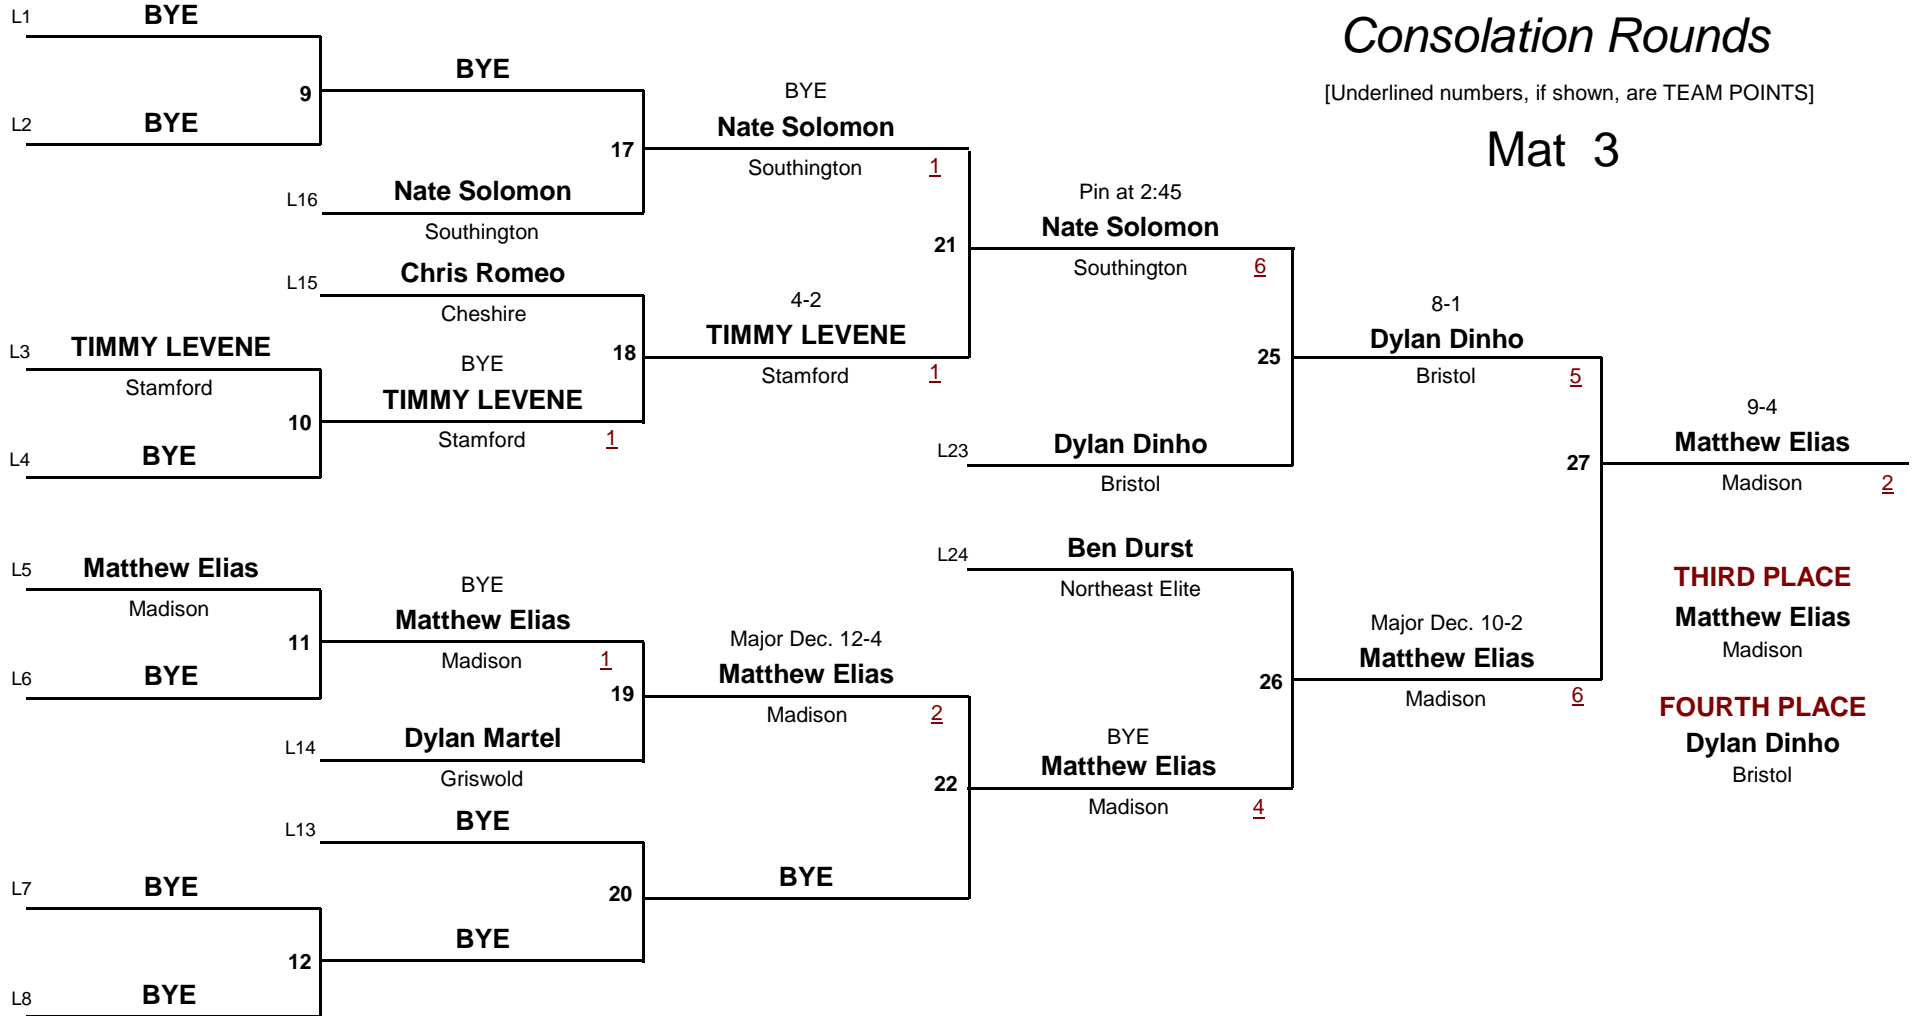 Consolation Rounds
[Underlined numbers, if shown, are TEAM POINTS]
Mat 3
L1 BYE
9
L2 BYE
BYE
17
L16 Nate Solomon
Southington
BYE
Nate Solomon
Southington 1
L15 Chris Romeo
Cheshire
L3 TIMMY LEVENE
Stamford
10
L4 BYE
BYE
TIMMY LEVENE
Stamford 1
18
4-2
TIMMY LEVENE
Stamford 1
21
Pin at 2:45
Nate Solomon
Southington 6
25
L23 Dylan Dinho
Bristol
8-1
Dylan Dinho
Bristol 5
27
9-4
Matthew Elias
Madison 2
L5 Matthew Elias
Madison
11
L6 BYE
BYE
Matthew Elias
Madison 1
19
L14 Dylan Martel
Griswold
Major Dec. 12-4
Matthew Elias
Madison 2
22
L13 BYE
20
L7 BYE
12
L8 BYE
BYE
BYE
L24 Ben Durst
Northeast Elite
26
BYE
Matthew Elias
Madison 4
Major Dec. 10-2
Matthew Elias
Madison 6
THIRD PLACE
Matthew Elias
Madison
FOURTH PLACE
Dylan Dinho
Bristol